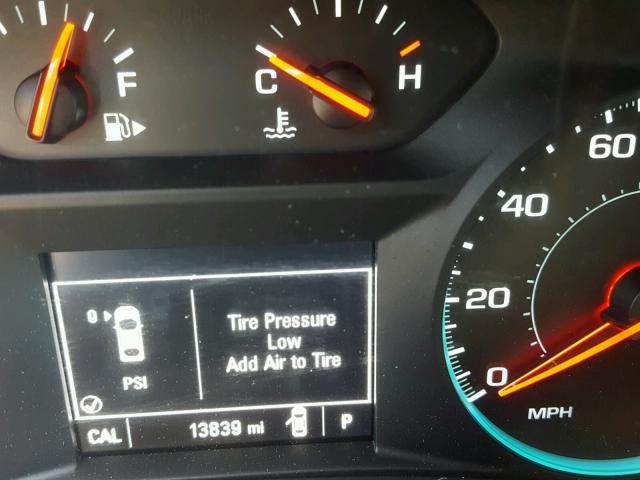 F
C
H
60
40
20
0
MPH
0
PSI
Tire Pressure
Low
Add Air to Tire
CAL
13839 mi
P